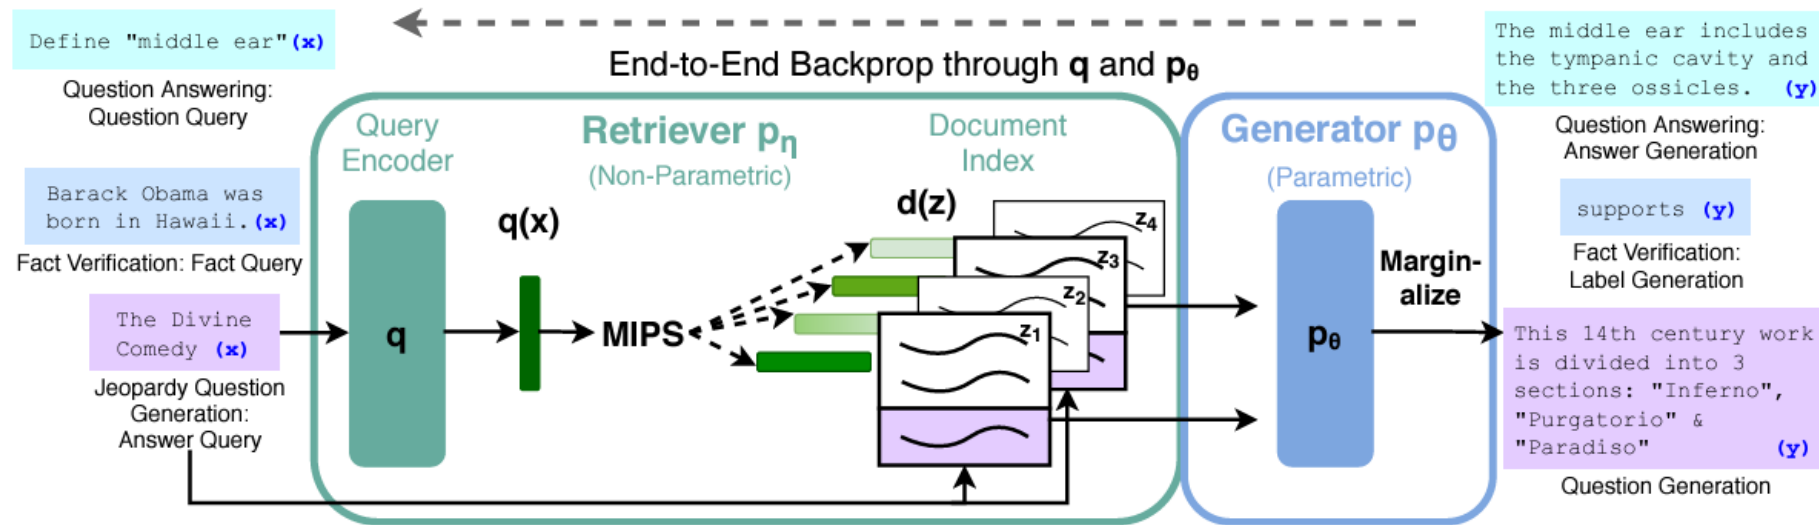 Define "middle ear"(x)
Question Answering:
Question Query
Barack Obama was
born in Hawaii.(x)
Fact Verification: Fact Query
The Divine
Comedy (x)
Jeopardy Question
Generation:
Answer Query
End-to-End Backprop through q and pθ
Query
Encoder
q
q(x)
Retriever pη
(Non-Parametric)
MIPS
Document
Index
d(z)
z4
z3
z2
z1
Generator pθ
(Parametric)
pθ
Margin-
alize
The middle ear includes
the tympanic cavity and
the three ossicles. (y)
Question Answering:
Answer Generation
supports (y)
Fact Verification:
Label Generation
This 14th century work
is divided into 3
sections: "Inferno",
"Purgatorio" &
"Paradiso" (y)
Question Generation